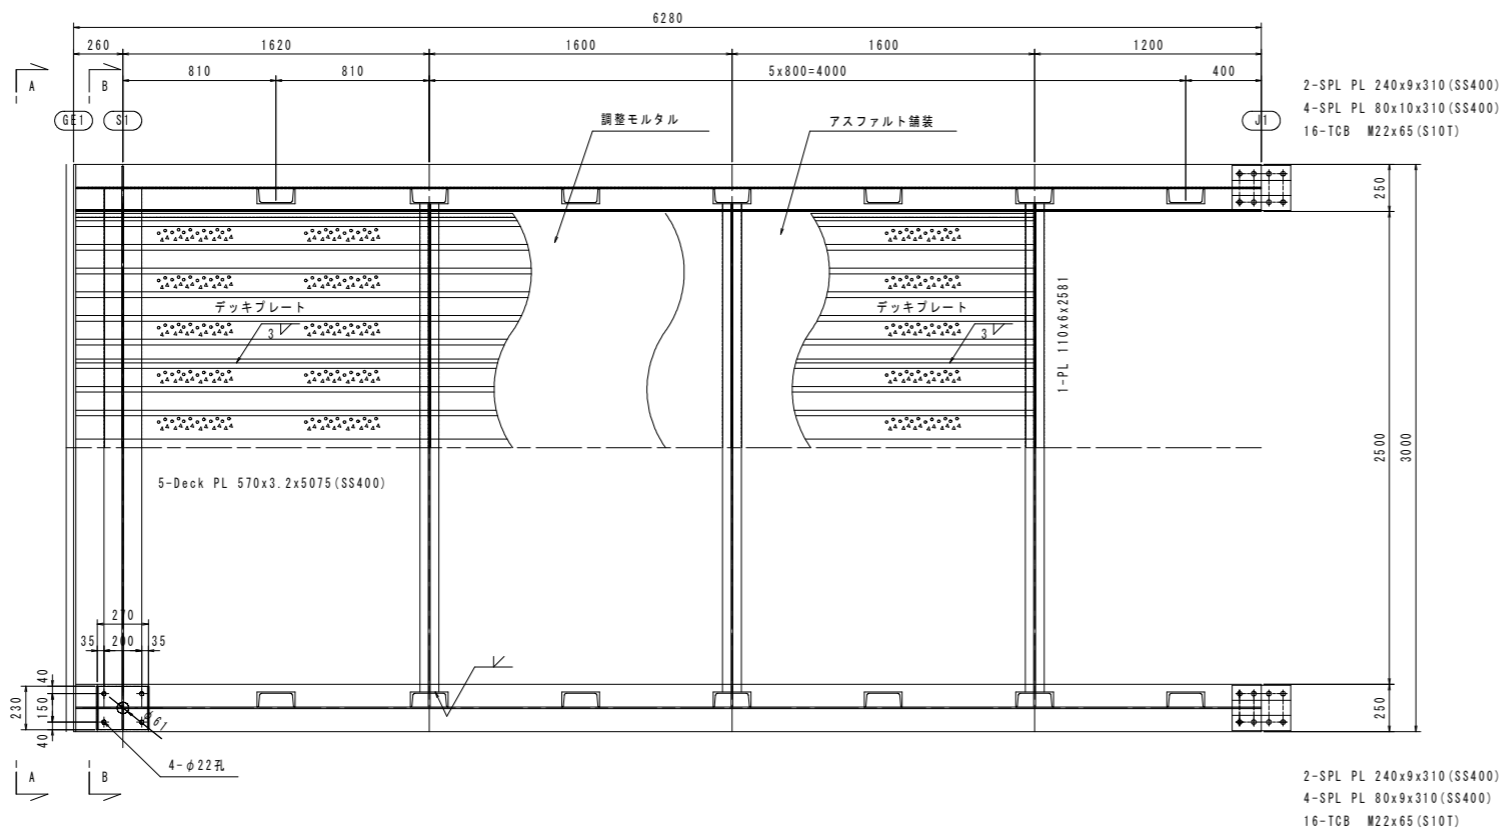 6280
260
1620
1600
1600
1200
810
810
5x800=4000
400
A
B
GE1
S1
J1
2-SPL PL 240x9x310(SS400)
4-SPL PL 80x10x310(SS400)
16-TCB M22x65(S10T)
調整モルタル
アスファルト舗装
250
デッキプレート
3
デッキプレート
3
1-PL 110x6x2581
2500
3000
5-Deck PL 570x3.2x5075(SS400)
270
35
200
35
40
230
150
40
φ61
250
4-φ22孔
A
B
2-SPL PL 240x9x310(SS400)
4-SPL PL 80x9x310(SS400)
16-TCB M22x65(S10T)